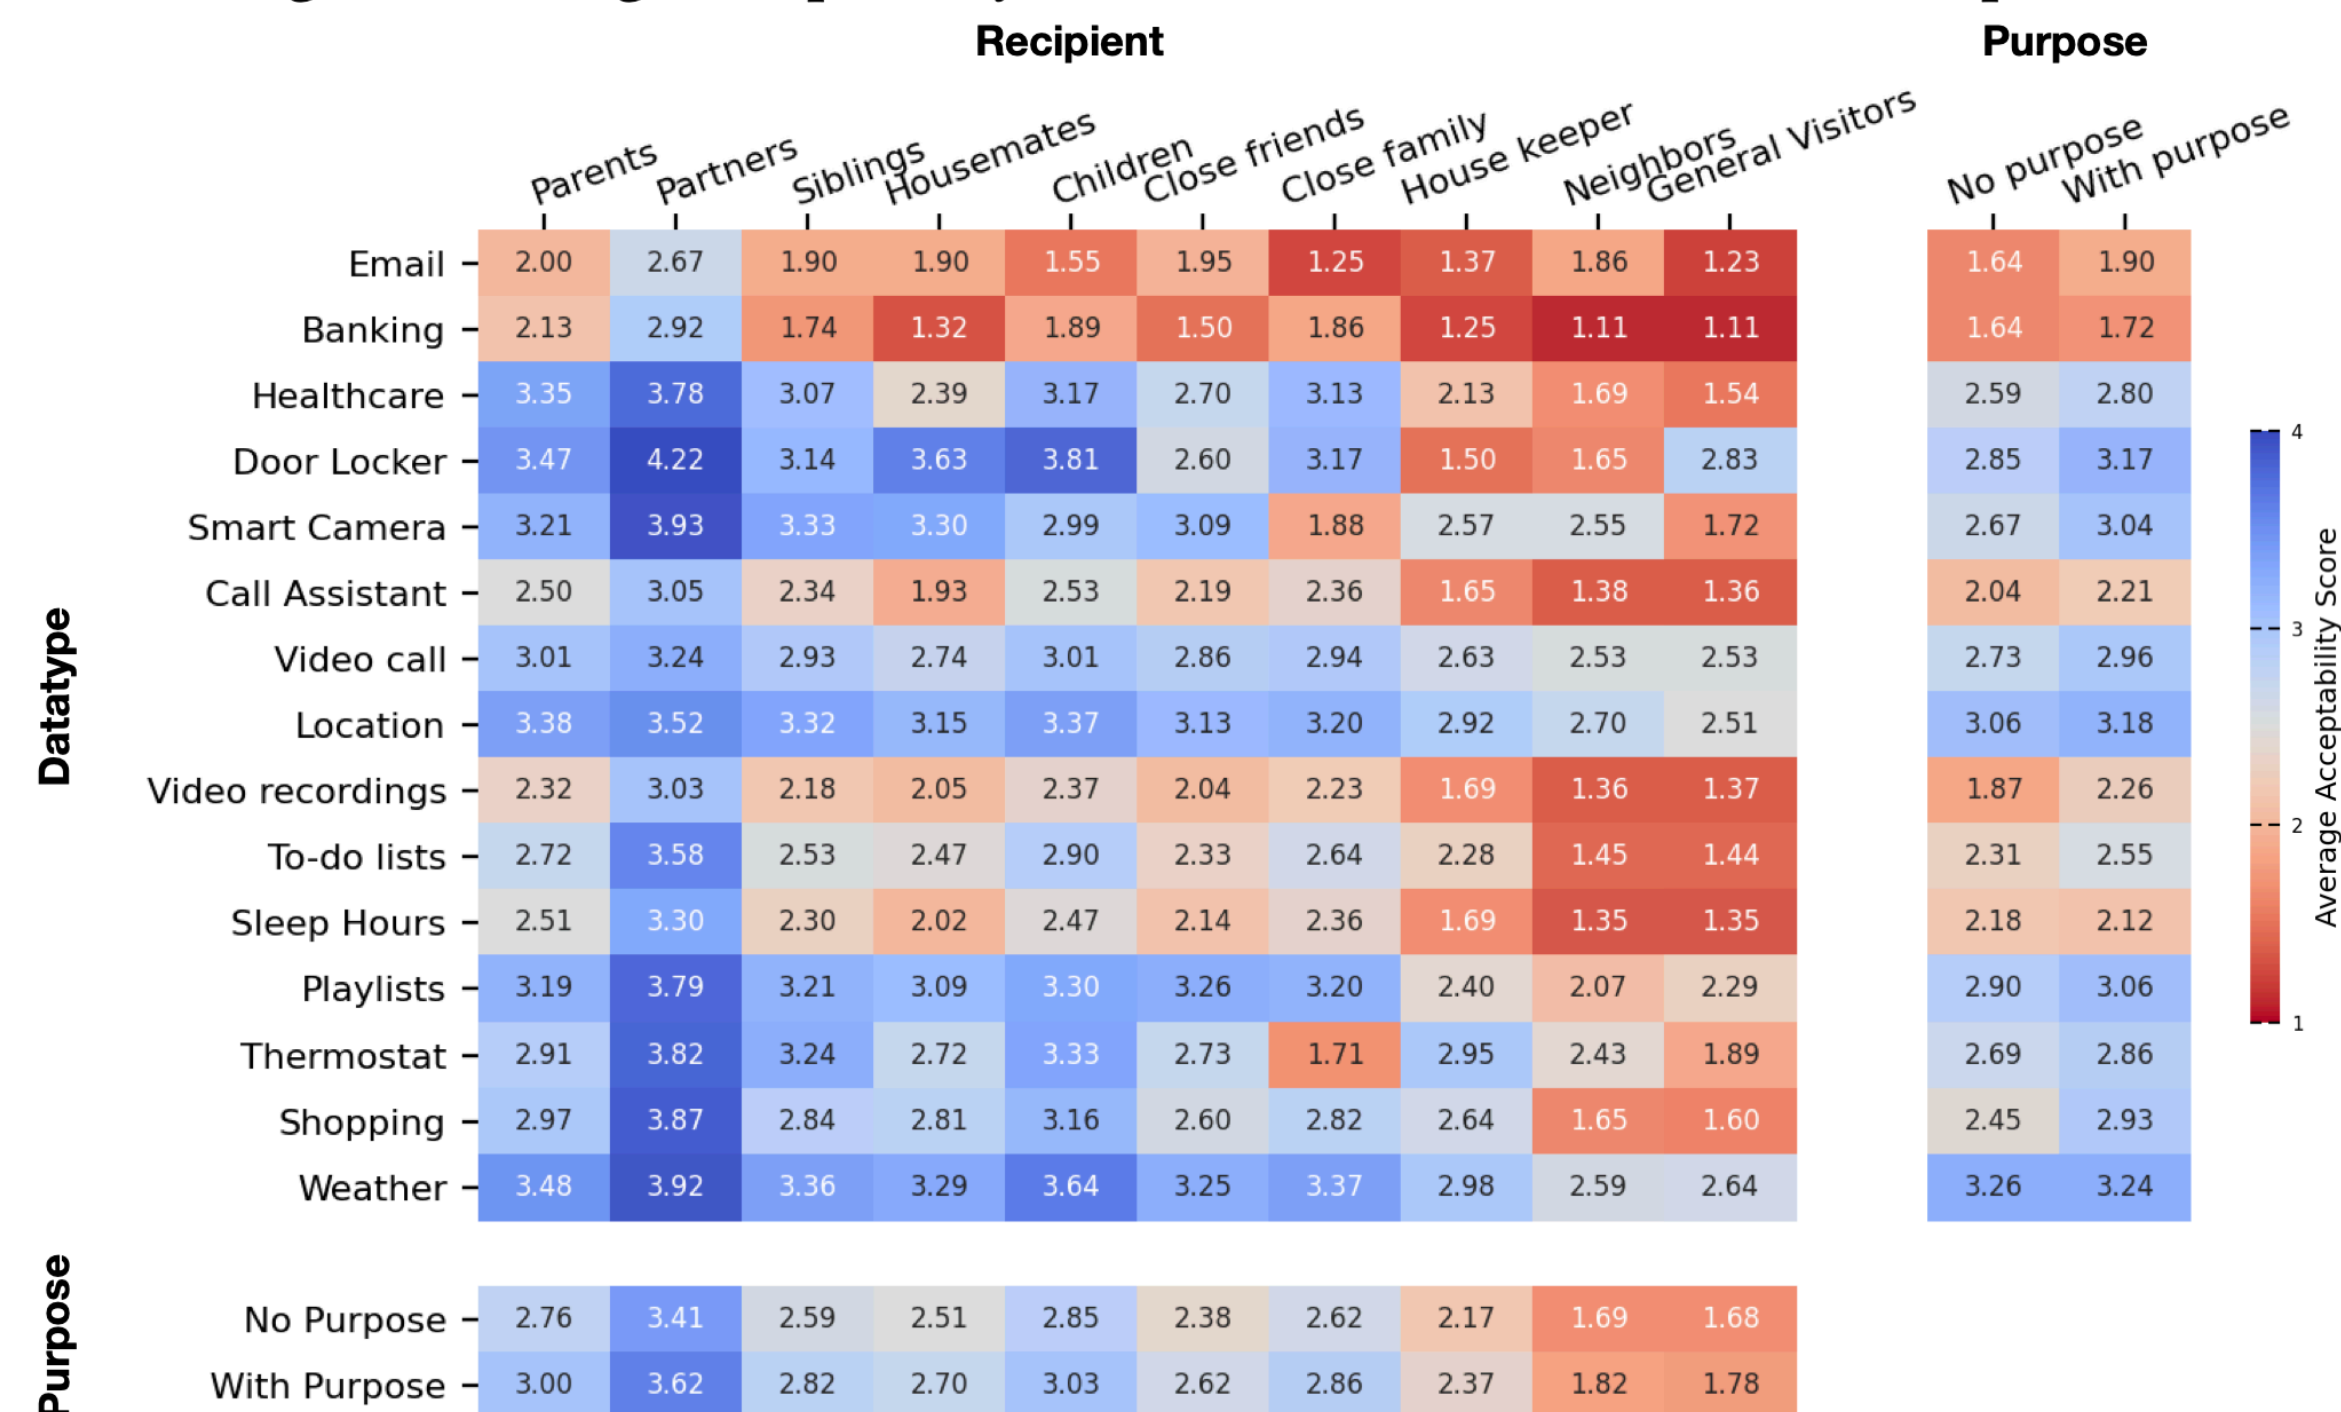 Recipient Purpose
Parents Partners Siblings Housemates Children Close friends Close family House keeper Neighbors General Visitors No purpose With purpose
Datatype
Email 2.00 2.67 1.90 1.90 1.55 1.95 1.25 1.37 1.86 1.23 1.64 1.90
Banking 2.13 2.92 1.74 1.32 1.89 1.50 1.86 1.25 1.11 1.11 1.64 1.72
Healthcare 3.35 3.78 3.07 2.39 3.17 2.70 3.13 2.13 1.69 1.54 2.59 2.80
Door Locker 3.47 4.22 3.14 3.63 3.81 2.60 3.17 1.50 1.65 2.83 2.85 3.17
Smart Camera 3.21 3.93 3.33 3.30 2.99 3.09 1.88 2.57 2.55 1.72 2.67 3.04
Call Assistant 2.50 3.05 2.34 1.93 2.53 2.19 2.36 1.65 1.38 1.36 2.04 2.21
Video call 3.01 3.24 2.93 2.74 3.01 2.86 2.94 2.63 2.53 2.53 2.73 2.96
Location 3.38 3.52 3.32 3.15 3.37 3.13 3.20 2.92 2.70 2.51 3.06 3.18
Video recordings 2.32 3.03 2.18 2.05 2.37 2.04 2.23 1.69 1.36 1.37 1.87 2.26
To-do lists 2.72 3.58 2.53 2.47 2.90 2.33 2.64 2.28 1.45 1.44 2.31 2.55
Sleep Hours 2.51 3.30 2.30 2.02 2.47 2.14 2.36 1.69 1.35 1.35 2.18 2.12
Playlists 3.19 3.79 3.21 3.09 3.30 3.26 3.20 2.40 2.07 2.29 2.90 3.06
Thermostat 2.91 3.82 3.24 2.72 3.33 2.73 1.71 2.95 2.43 1.89 2.69 2.86
Shopping 2.97 3.87 2.84 2.81 3.16 2.60 2.82 2.64 1.65 1.60 2.45 2.93
Weather 3.48 3.92 3.36 3.29 3.64 3.25 3.37 2.98 2.59 2.64 3.26 3.24
4
3
2
1
Average Acceptability Score
Purpose
No Purpose 2.76 3.41 2.59 2.51 2.85 2.38 2.62 2.17 1.69 1.68
With Purpose 3.00 3.62 2.82 2.70 3.03 2.62 2.86 2.37 1.82 1.78